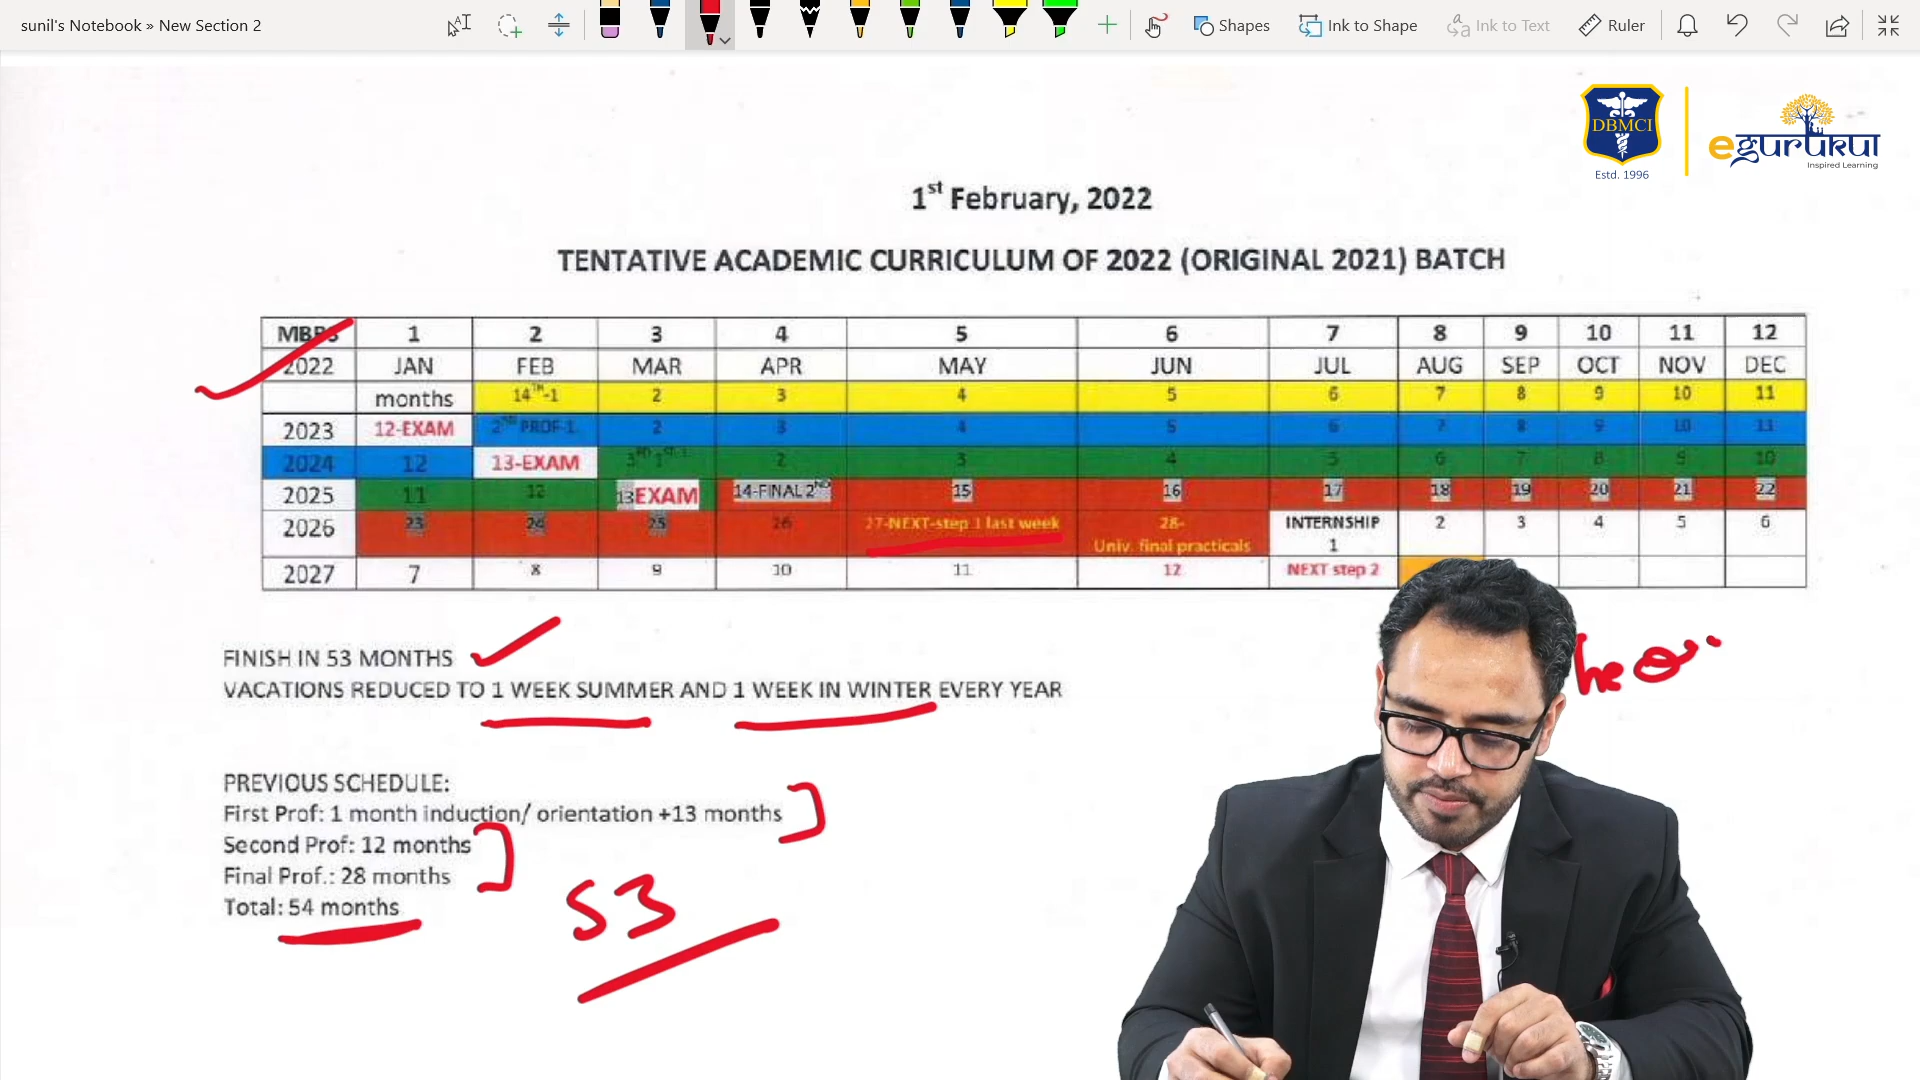 sunil's Notebook » New Section 2
Shapes Ink to Shape Ink to Text Ruler
DBMCI
Estd. 1996
egurukul
Inspired Learning
1st February, 2022
TENTATIVE ACADEMIC CURRICULUM OF 2022 (ORIGINAL 2021) BATCH
MBBS 1 2 3 4 5 6 7 8 9 10 11 12
2022 JAN FEB MAR APR MAY JUN JUL AUG SEP OCT NOV DEC
months 14TH-1 2 3 4 5 6 7 8 9 10 11
2023 12-EXAM 2ND PROF-1 2 3 4 5 6 7 8 9 10 11
2024 12 13-EXAM 3RD 1ST-1 2 3 4 5 6 7 8 9 10
2025 11 12 13EXAM 14-FINAL 2ND 15 16 17 18 19 20 21 22
2026 23 24 25 26 27-NEXT-step 1 last week 28- Univ. final practicals INTERNSHIP 1 2 3 4 5 6
2027 7 8 9 10 11 12 NEXT step 2
FINISH IN 53 MONTHS
VACATIONS REDUCED TO 1 WEEK SUMMER AND 1 WEEK IN WINTER EVERY YEAR
PREVIOUS SCHEDULE:
First Prof: 1 month induction/ orientation +13 months
Second Prof: 12 months
Final Prof.: 28 months
Total: 54 months
53